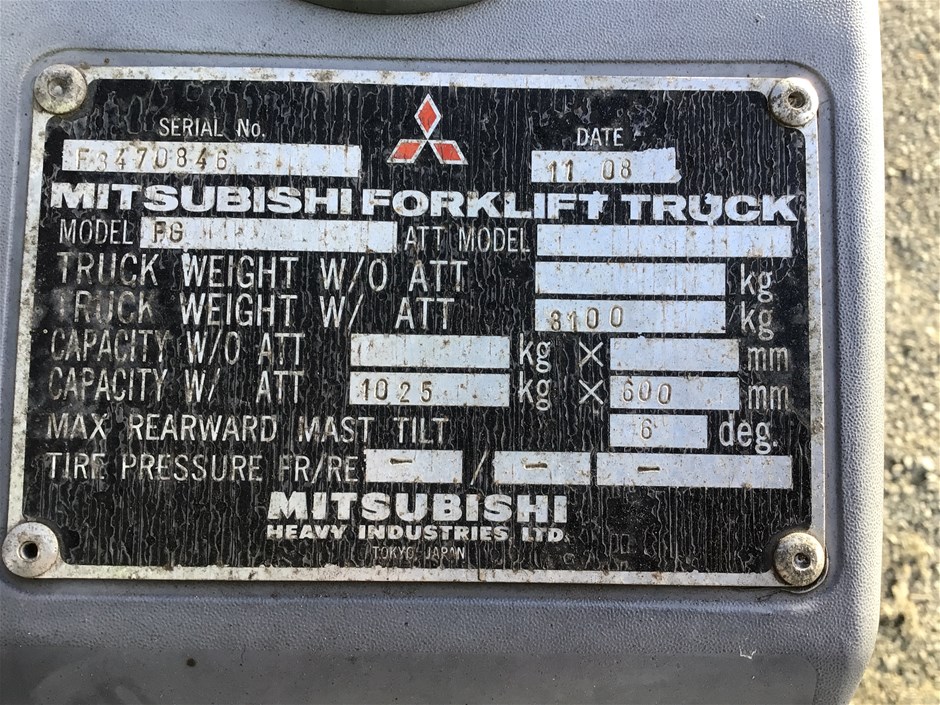 SERIAL No.
DATE
F3470846
11 08
MITSUBISHI FORKLIFT TRUCK
MODEL FG ATT MODEL
TRUCK WEIGHT W/O ATT kg
TRUCK WEIGHT W/ ATT 3100 kg
CAPACITY W/O ATT kg X mm
CAPACITY W/ ATT 1025 kg X 600 mm
MAX REARWARD MAST TILT 6 deg.
TIRE PRESSURE FR/RE – / – –
MITSUBISHI
HEAVY INDUSTRIES LTD.
TOKYO JAPAN